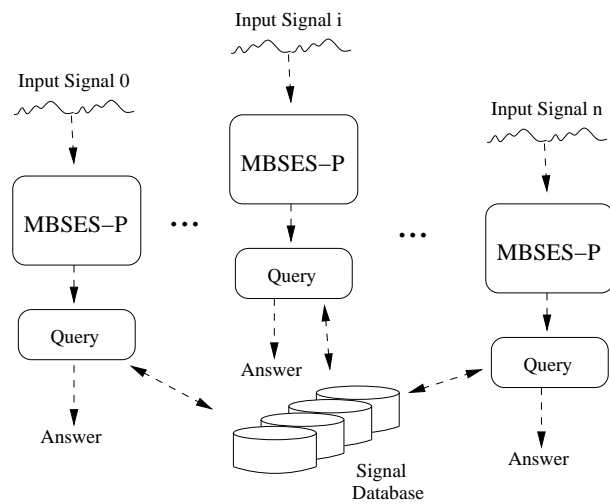 Input Signal i
Input Signal 0
Input Signal n
MBSES–P
MBSES–P
MBSES–P
...
...
Query
Query
Query
Answer
Answer
Answer
Signal
Database